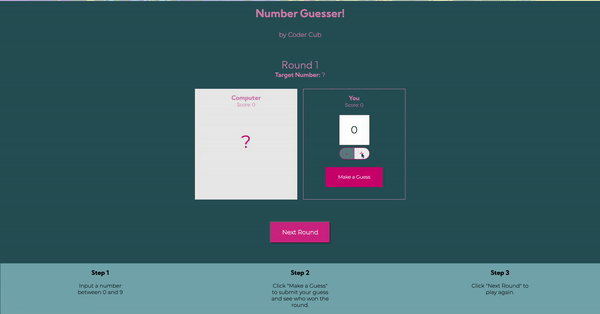 Number Guesser!
by Coder Cub
Round 1
Target Number: ?
Computer
Score: 0
?
You
Score: 0
0
Make a Guess
Next Round
Step 1
Input a number
between 0 and 9
Step 2
Click "Make a Guess"
to submit your guess
and see who won the
round.
Step 3
Click "Next Round" to
play again.